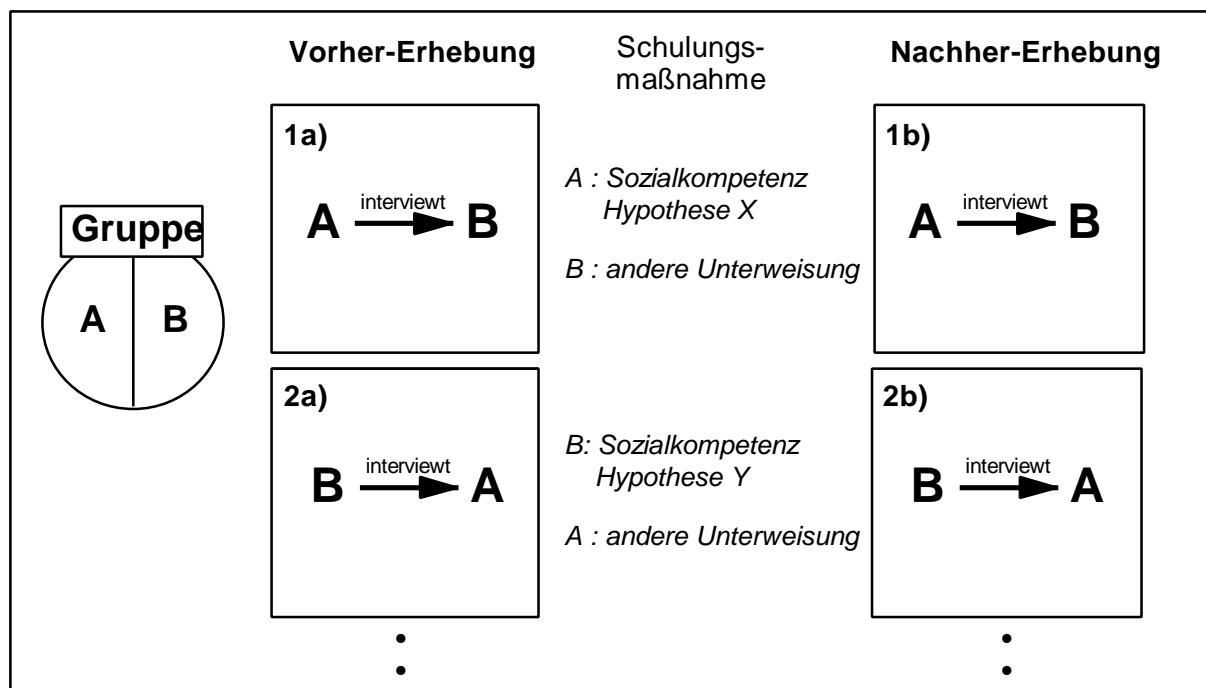 Vorher-Erhebung
Schulungs-
maßnahme
Nachher-Erhebung
Gruppe
A B
1a)
A interviewt B
A : Sozialkompetenz
Hypothese X
B : andere Unterweisung
1b)
A interviewt B
2a)
B interviewt A
B: Sozialkompetenz
Hypothese Y
A : andere Unterweisung
2b)
B interviewt A